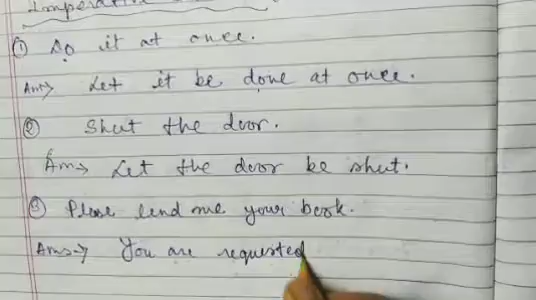 Imperative
① Do it at once.
Ans→ Let it be done at once.
② Shut the door.
Ans→ Let the door be shut.
③ Please lend me your book.
Ans→ You are requested